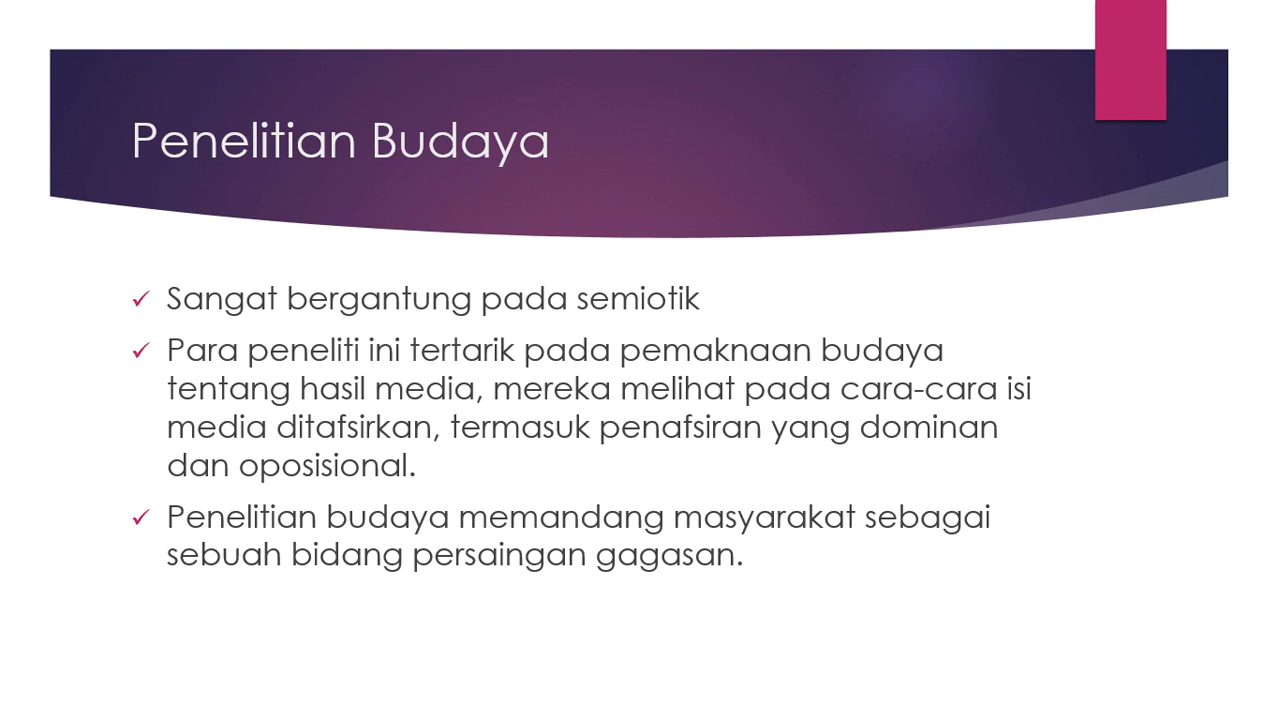 Penelitian Budaya
✓ Sangat bergantung pada semiotik
✓ Para peneliti ini tertarik pada pemaknaan budaya
tentang hasil media, mereka melihat pada cara-cara isi
media ditafsirkan, termasuk penafsiran yang dominan
dan oposisional.
✓ Penelitian budaya memandang masyarakat sebagai
sebuah bidang persaingan gagasan.